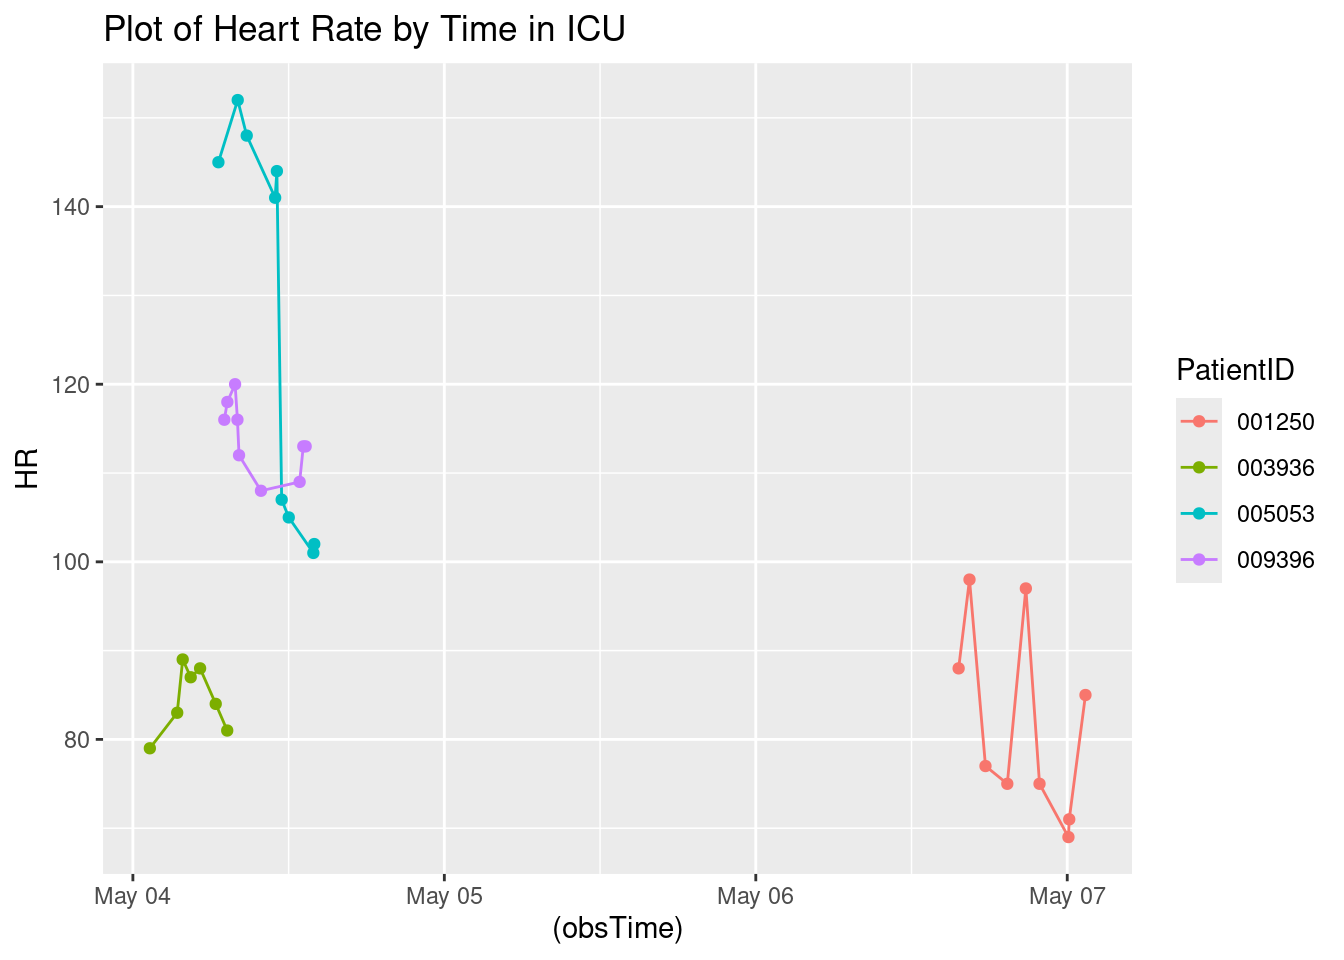 Plot of Heart Rate by Time in ICU
HR
140
120
100
80
May 04
May 05
May 06
May 07
(obsTime)
PatientID
001250
003936
005053
009396